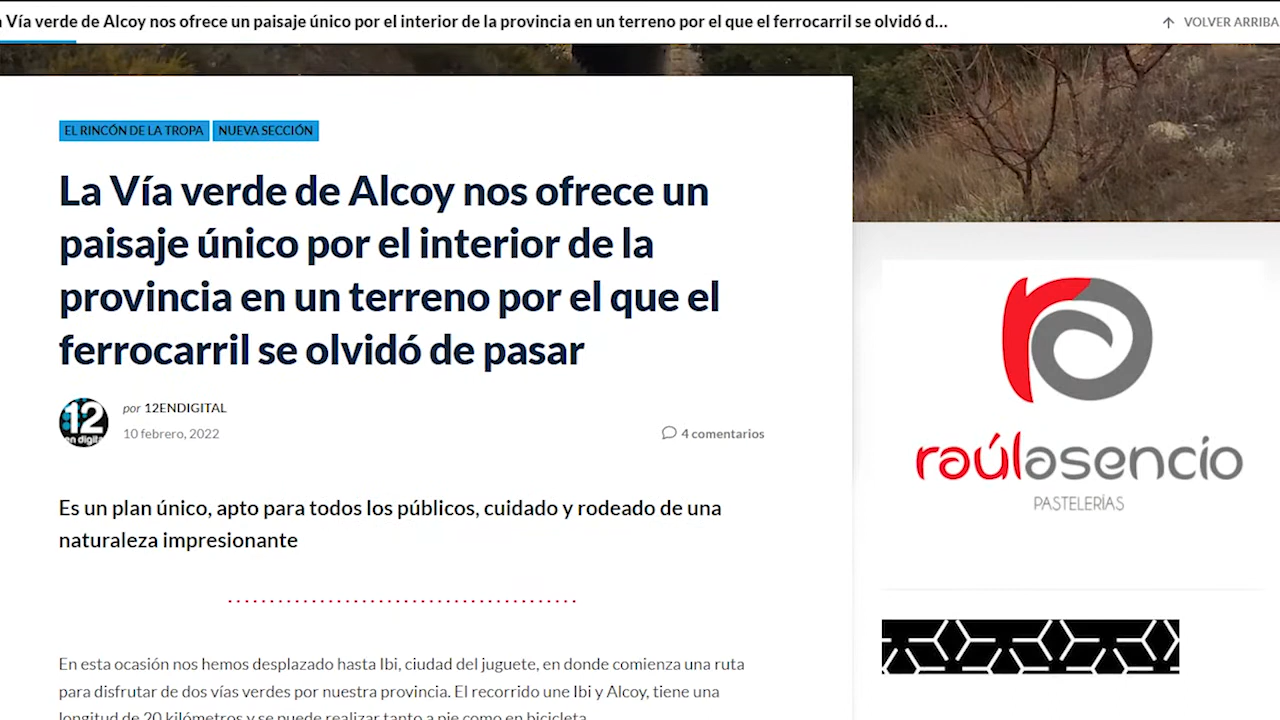 Vía verde de Alcoy nos ofrece un paisaje único por el interior de la provincia en un terreno por el que el ferrocarril se olvidó d...
VOLVER ARRIBA
EL RINCÓN DE LA TROPA NUEVA SECCIÓN
La Vía verde de Alcoy nos ofrece un
paisaje único por el interior de la
provincia en un terreno por el que el
ferrocarril se olvidó de pasar
12
en digital
por 12ENDIGITAL
10 febrero, 2022
4 comentarios
Es un plan único, apto para todos los públicos, cuidado y rodeado de una
naturaleza impresionante
En esta ocasión nos hemos desplazado hasta Ibi, ciudad del juguete, en donde comienza una ruta
para disfrutar de dos vías verdes por nuestra provincia. El recorrido une Ibi y Alcoy, tiene una
longitud de 20 kilómetros y se puede realizar tanto a pie como en bicicleta
raúlasencio
PASTELERÍAS